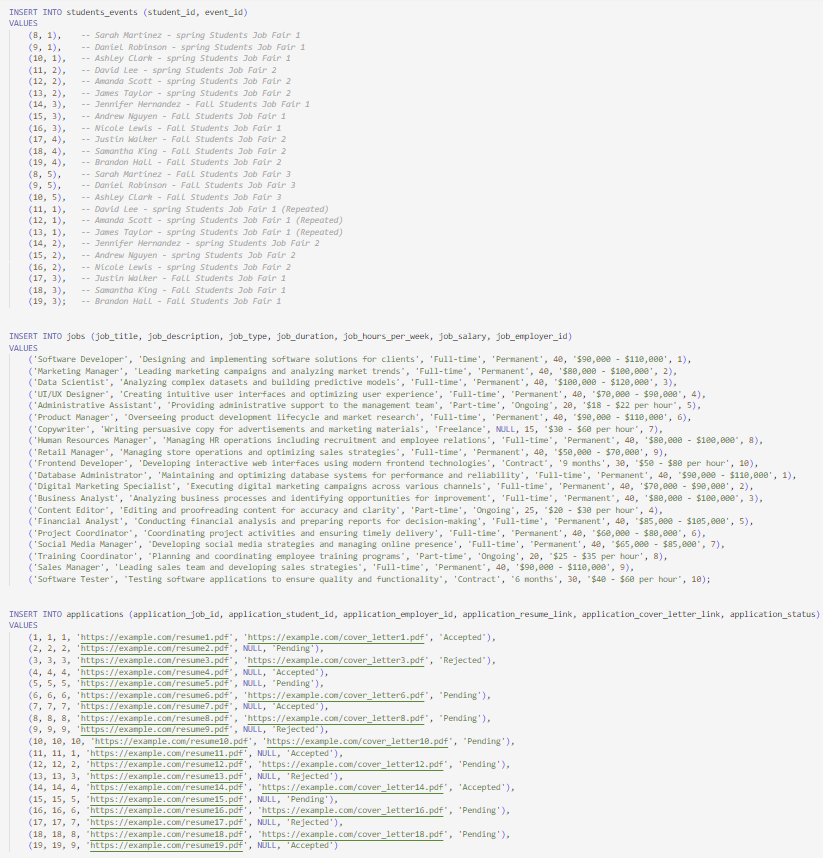 INSERT INTO students_events (student_id, event_id)
VALUES
(8, 1),   -- Sarah Martinez - spring Students Job Fair 1
(9, 1),   -- Daniel Robinson - spring Students Job Fair 1
(10, 1),  -- Ashley Clark - spring Students Job Fair 1
(11, 2),  -- David Lee - spring Students Job Fair 2
(12, 2),  -- Amanda Scott - spring Students Job Fair 2
(13, 2),  -- James Taylor - spring Students Job Fair 2
(14, 3),  -- Jennifer Hernandez - Fall Students Job Fair 1
(15, 3),  -- Andrew Nguyen - Fall Students Job Fair 1
(16, 3),  -- Nicole Lewis - Fall Students Job Fair 1
(17, 4),  -- Justin Walker - Fall Students Job Fair 2
(18, 4),  -- Samantha King - Fall Students Job Fair 2
(19, 4),  -- Brandon Hall - Fall Students Job Fair 2
(8, 5),   -- Sarah Martinez - Fall Students Job Fair 3
(9, 5),   -- Daniel Robinson - Fall Students Job Fair 3
(10, 5),  -- Ashley Clark - Fall Students Job Fair 3
(11, 1),  -- David Lee - spring Students Job Fair 1 (Repeated)
(12, 1),  -- Amanda Scott - spring Students Job Fair 1 (Repeated)
(13, 1),  -- James Taylor - spring Students Job Fair 1 (Repeated)
(14, 2),  -- Jennifer Hernandez - spring Students Job Fair 2
(15, 2),  -- Andrew Nguyen - spring Students Job Fair 2
(16, 2),  -- Nicole Lewis - spring Students Job Fair 2
(17, 3),  -- Justin Walker - Fall Students Job Fair 1
(18, 3),  -- Samantha King - Fall Students Job Fair 1
(19, 3);  -- Brandon Hall - Fall Students Job Fair 1
INSERT INTO jobs (job_title, job_description, job_type, job_duration, job_hours_per_week, job_salary, job_employer_id)
VALUES
('Software Developer', 'Designing and implementing software solutions for clients', 'Full-time', 'Permanent', 40, '$90,000 - $110,000', 1),
('Marketing Manager', 'Leading marketing campaigns and analyzing market trends', 'Full-time', 'Permanent', 40, '$80,000 - $100,000', 2),
('Data Scientist', 'Analyzing complex datasets and building predictive models', 'Full-time', 'Permanent', 40, '$100,000 - $120,000', 3),
('UI/UX Designer', 'Creating intuitive user interfaces and optimizing user experience', 'Full-time', 'Permanent', 40, '$70,000 - $90,000', 4),
('Administrative Assistant', 'Providing administrative support to the management team', 'Part-time', 'Ongoing', 20, '$18 - $22 per hour', 5),
('Product Manager', 'Overseeing product development lifecycle and market research', 'Full-time', 'Permanent', 40, '$90,000 - $110,000', 6),
('Copywriter', 'Writing persuasive copy for advertisements and marketing materials', 'Freelance', NULL, 15, '$30 - $60 per hour', 7),
('Human Resources Manager', 'Managing HR operations including recruitment and employee relations', 'Full-time', 'Permanent', 40, '$80,000 - $100,000', 8),
('Retail Manager', 'Managing store operations and optimizing sales strategies', 'Full-time', 'Permanent', 40, '$50,000 - $70,000', 9),
('Frontend Developer', 'Developing interactive web interfaces using modern frontend technologies', 'Contract', '9 months', 30, '$50 - $80 per hour', 10),
('Database Administrator', 'Maintaining and optimizing database systems for performance and reliability', 'Full-time', 'Permanent', 40, '$90,000 - $110,000', 1),
('Digital Marketing Specialist', 'Executing digital marketing campaigns across various channels', 'Full-time', 'Permanent', 40, '$70,000 - $90,000', 2),
('Business Analyst', 'Analyzing business processes and identifying opportunities for improvement', 'Full-time', 'Permanent', 40, '$80,000 - $100,000', 3),
('Content Editor', 'Editing and proofreading content for accuracy and clarity', 'Part-time', 'Ongoing', 25, '$20 - $30 per hour', 4),
('Financial Analyst', 'Conducting financial analysis and preparing reports for decision-making', 'Full-time', 'Permanent', 40, '$85,000 - $105,000', 5),
('Project Coordinator', 'Coordinating project activities and ensuring timely delivery', 'Full-time', 'Permanent', 40, '$60,000 - $80,000', 6),
('Social Media Manager', 'Developing social media strategies and managing online presence', 'Full-time', 'Permanent', 40, '$65,000 - $85,000', 7),
('Training Coordinator', 'Planning and coordinating employee training programs', 'Part-time', 'Ongoing', 20, '$25 - $35 per hour', 8),
('Sales Manager', 'Leading sales team and developing sales strategies', 'Full-time', 'Permanent', 40, '$90,000 - $110,000', 9),
('Software Tester', 'Testing software applications to ensure quality and functionality', 'Contract', '6 months', 30, '$40 - $60 per hour', 10);
INSERT INTO applications (application_job_id, application_student_id, application_employer_id, application_resume_link, application_cover_letter_link, application_status)
VALUES
(1, 1, 1, 'https://example.com/resume1.pdf', 'https://example.com/cover_letter1.pdf', 'Accepted'),
(2, 2, 2, 'https://example.com/resume2.pdf', NULL, 'Pending'),
(3, 3, 3, 'https://example.com/resume3.pdf', 'https://example.com/cover_letter3.pdf', 'Rejected'),
(4, 4, 4, 'https://example.com/resume4.pdf', NULL, 'Accepted'),
(5, 5, 5, 'https://example.com/resume5.pdf', NULL, 'Pending'),
(6, 6, 6, 'https://example.com/resume6.pdf', 'https://example.com/cover_letter6.pdf', 'Pending'),
(7, 7, 7, 'https://example.com/resume7.pdf', NULL, 'Accepted'),
(8, 8, 8, 'https://example.com/resume8.pdf', 'https://example.com/cover_letter8.pdf', 'Pending'),
(9, 9, 9, 'https://example.com/resume9.pdf', NULL, 'Rejected'),
(10, 10, 10, 'https://example.com/resume10.pdf', 'https://example.com/cover_letter10.pdf', 'Pending'),
(11, 11, 1, 'https://example.com/resume11.pdf', NULL, 'Accepted'),
(12, 12, 2, 'https://example.com/resume12.pdf', 'https://example.com/cover_letter12.pdf', 'Pending'),
(13, 13, 3, 'https://example.com/resume13.pdf', NULL, 'Rejected'),
(14, 14, 4, 'https://example.com/resume14.pdf', 'https://example.com/cover_letter14.pdf', 'Accepted'),
(15, 15, 5, 'https://example.com/resume15.pdf', NULL, 'Pending'),
(16, 16, 6, 'https://example.com/resume16.pdf', 'https://example.com/cover_letter16.pdf', 'Pending'),
(17, 17, 7, 'https://example.com/resume17.pdf', NULL, 'Rejected'),
(18, 18, 8, 'https://example.com/resume18.pdf', 'https://example.com/cover_letter18.pdf', 'Pending'),
(19, 19, 9, 'https://example.com/resume19.pdf', NULL, 'Accepted')